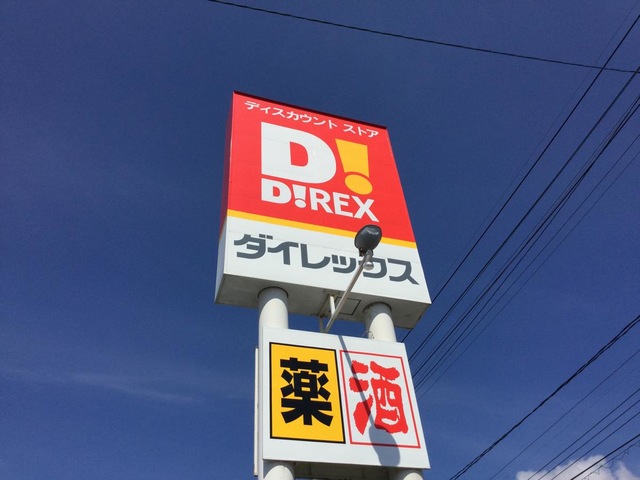 ディスカウント ストア
D!
D!REX
ダイレックス
薬 酒